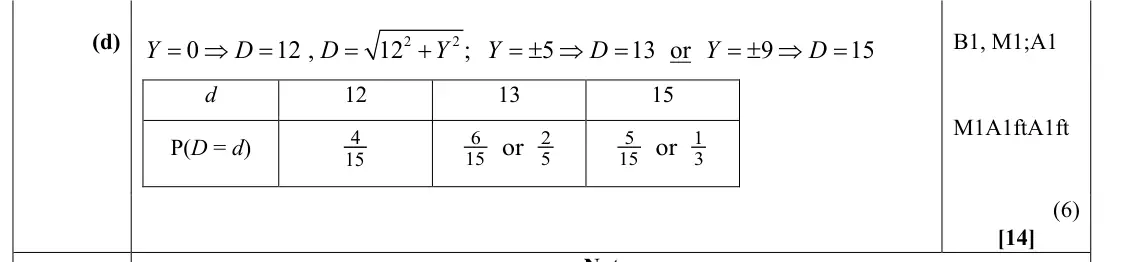 (d) Y = 0 ⇒ D = 12 , D = √(12² + Y²) ; Y = ±5 ⇒ D = 13 or Y = ±9 ⇒ D = 15 B1, M1;A1
d 12 13 15
P(D = d) 4/15 6/15 or 2/5 5/15 or 1/3 M1A1ftA1ft
(6)
[14]